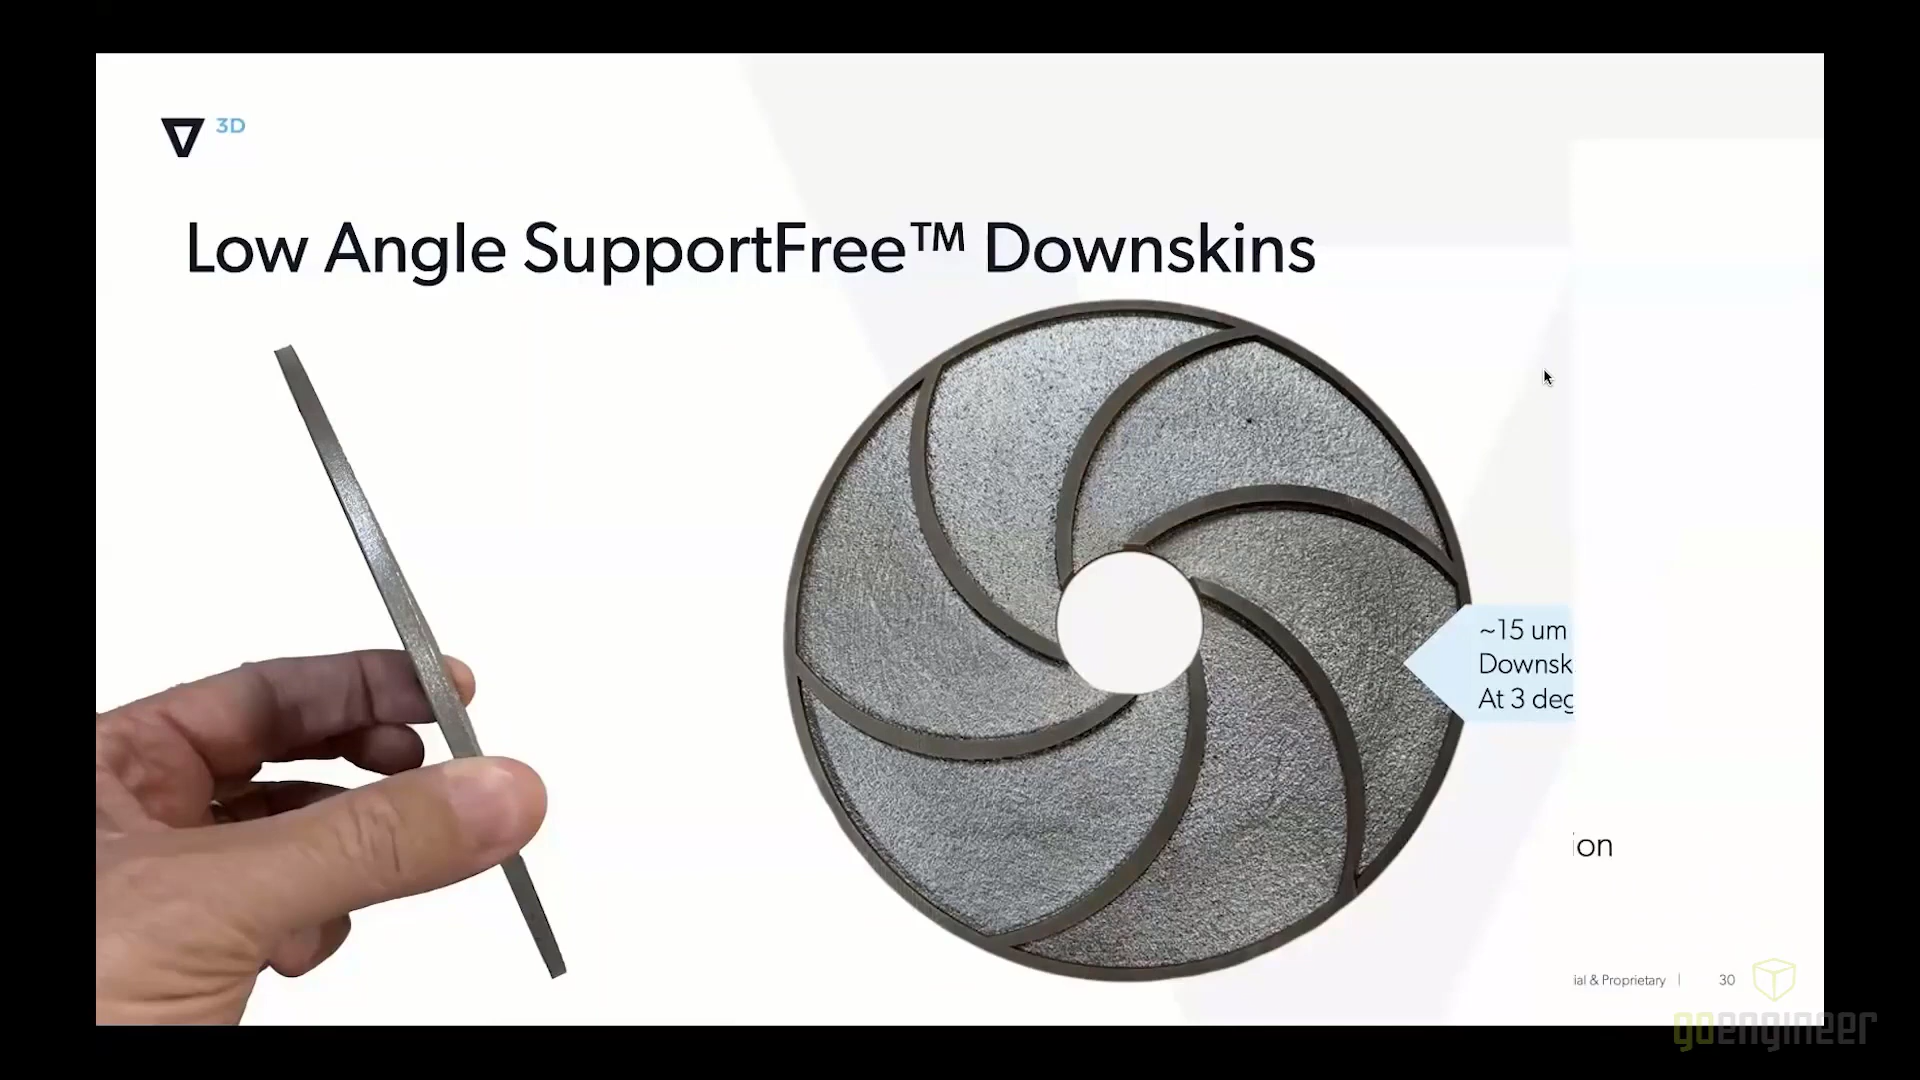 3D
Low Angle SupportFree™ Downskins
~15 um
Downsk
At 3 deg
ion
ial & Proprietary | 30
goengineer